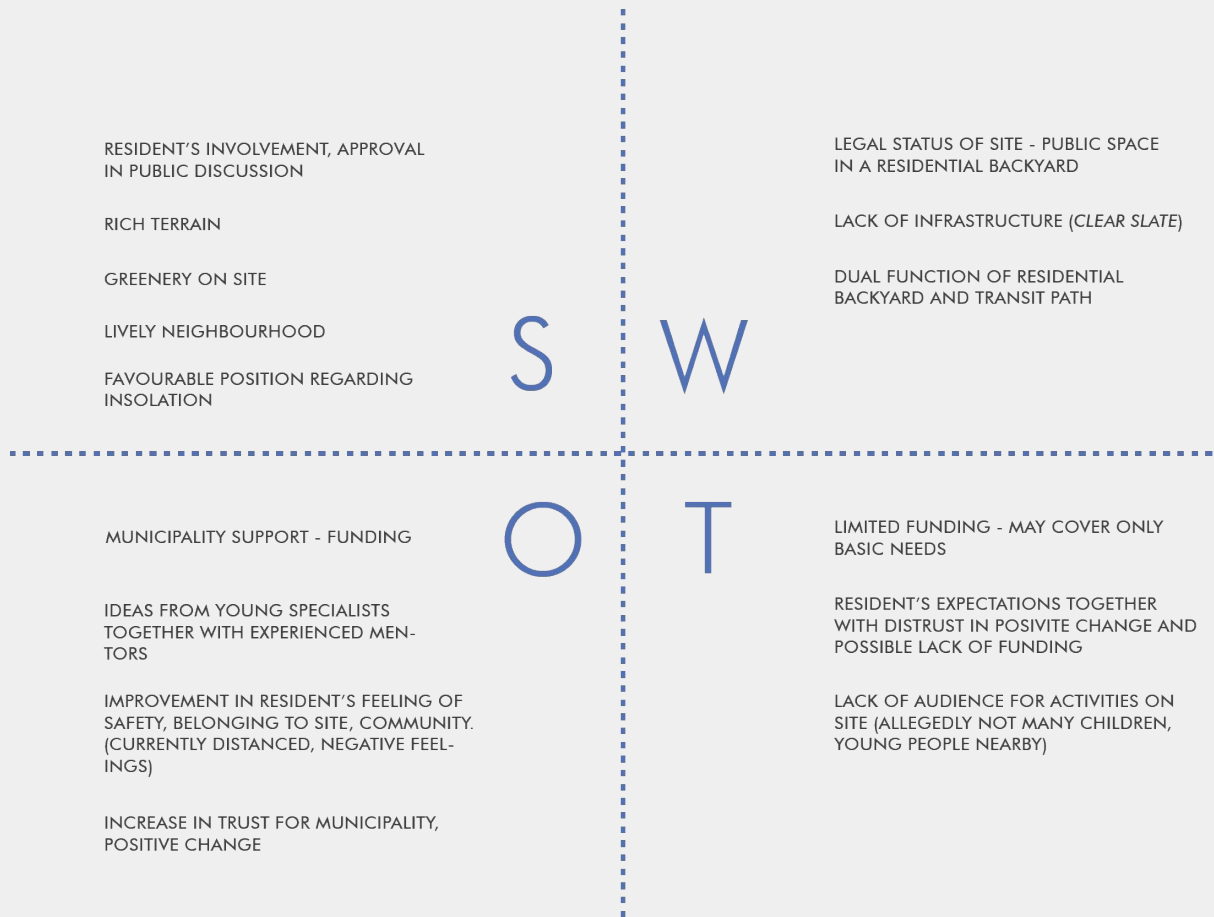 RESIDENT'S INVOLVEMENT, APPROVAL
IN PUBLIC DISCUSSION
RICH TERRAIN
GREENERY ON SITE
LIVELY NEIGHBOURHOOD
FAVOURABLE POSITION REGARDING
INSOLATION
S
LEGAL STATUS OF SITE - PUBLIC SPACE
IN A RESIDENTIAL BACKYARD
LACK OF INFRASTRUCTURE (CLEAR SLATE)
DUAL FUNCTION OF RESIDENTIAL
BACKYARD AND TRANSIT PATH
W
MUNICIPALITY SUPPORT - FUNDING
IDEAS FROM YOUNG SPECIALISTS
TOGETHER WITH EXPERIENCED MEN-
TORS
IMPROVEMENT IN RESIDENT'S FEELING OF
SAFETY, BELONGING TO SITE, COMMUNITY.
(CURRENTLY DISTANCED, NEGATIVE FEEL-
INGS)
INCREASE IN TRUST FOR MUNICIPALITY,
POSITIVE CHANGE
O
T
LIMITED FUNDING - MAY COVER ONLY
BASIC NEEDS
RESIDENT'S EXPECTATIONS TOGETHER
WITH DISTRUST IN POSIVITE CHANGE AND
POSSIBLE LACK OF FUNDING
LACK OF AUDIENCE FOR ACTIVITIES ON
SITE (ALLEGEDLY NOT MANY CHILDREN,
YOUNG PEOPLE NEARBY)